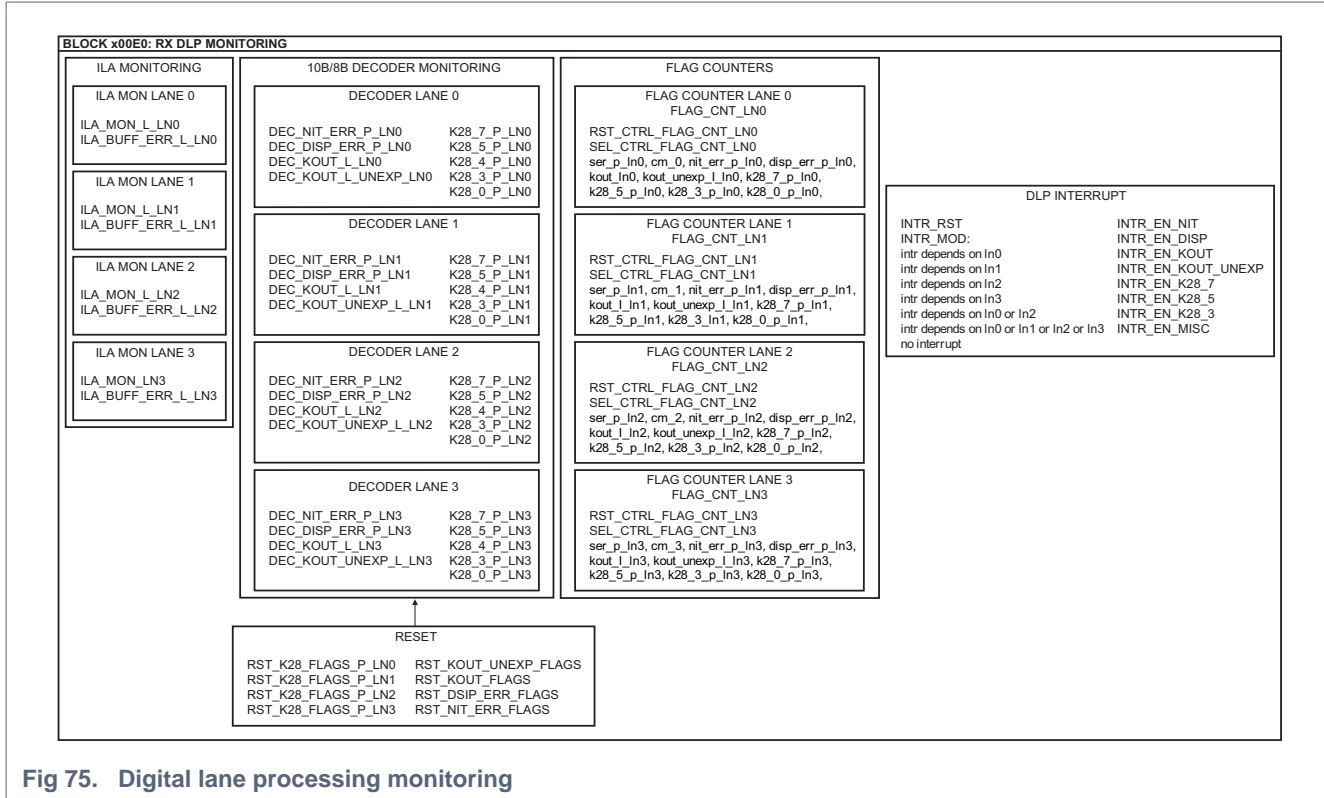 BLOCK x00E0: RX DLP MONITORING
ILA MONITORING
ILA MON LANE 0
ILA_MON_L_LN0
ILA_BUFF_ERR_L_LN0
ILA MON LANE 1
ILA_MON_L_LN1
ILA_BUFF_ERR_L_LN1
ILA MON LANE 2
ILA_MON_L_LN2
ILA_BUFF_ERR_L_LN2
ILA MON LANE 3
ILA_MON_LN3
ILA_BUFF_ERR_L_LN3
10B/8B DECODER MONITORING
DECODER LANE 0
DEC_NIT_ERR_P_LN0 K28_7_P_LN0
DEC_DISP_ERR_P_LN0 K28_5_P_LN0
DEC_KOUT_L_LN0 K28_4_P_LN0
DEC_KOUT_L_UNEXP_LN0 K28_3_P_LN0
K28_0_P_LN0
DECODER LANE 1
DEC_NIT_ERR_P_LN1 K28_7_P_LN1
DEC_DISP_ERR_P_LN1 K28_5_P_LN1
DEC_KOUT_L_LN1 K28_4_P_LN1
DEC_KOUT_UNEXP_L_LN1 K28_3_P_LN1
K28_0_P_LN1
DECODER LANE 2
DEC_NIT_ERR_P_LN2 K28_7_P_LN2
DEC_DISP_ERR_P_LN2 K28_5_P_LN2
DEC_KOUT_L_LN2 K28_4_P_LN2
DEC_KOUT_UNEXP_L_LN2 K28_3_P_LN2
K28_0_P_LN2
DECODER LANE 3
DEC_NIT_ERR_P_LN3 K28_7_P_LN3
DEC_DISP_ERR_P_LN3 K28_5_P_LN3
DEC_KOUT_L_LN3 K28_4_P_LN3
DEC_KOUT_UNEXP_L_LN3 K28_3_P_LN3
K28_0_P_LN3
FLAG COUNTERS
FLAG COUNTER LANE 0
FLAG_CNT_LN0
RST_CTRL_FLAG_CNT_LN0
SEL_CTRL_FLAG_CNT_LN0
ser_p_ln0, cm_0, nit_err_p_ln0, disp_err_p_ln0,
kout_ln0, kout_unexp_l_ln0, k28_7_p_ln0,
k28_5_p_ln0, k28_3_p_ln0, k28_0_p_ln0,
FLAG COUNTER LANE 1
FLAG_CNT_LN1
RST_CTRL_FLAG_CNT_LN1
SEL_CTRL_FLAG_CNT_LN1
ser_p_ln1, cm_1, nit_err_p_ln1, disp_err_p_ln1,
kout_l_ln1, kout_unexp_l_ln1, k28_7_p_ln1,
k28_5_p_ln1, k28_3_ln1, k28_0_p_ln1,
FLAG COUNTER LANE 2
FLAG_CNT_LN2
RST_CTRL_FLAG_CNT_LN2
SEL_CTRL_FLAG_CNT_LN2
ser_p_ln2, cm_2, nit_err_p_ln2, disp_err_p_ln2,
kout_l_ln2, kout_unexp_l_ln2, k28_7_p_ln2,
k28_5_p_ln2, k28_3_p_ln2, k28_0_p_ln2,
FLAG COUNTER LANE 3
FLAG_CNT_LN3
RST_CTRL_FLAG_CNT_LN3
SEL_CTRL_FLAG_CNT_LN3
ser_p_ln3, cm_3, nit_err_p_ln3, disp_err_p_ln3,
kout_l_ln3, kout_unexp_l_ln3, k28_7_p_ln3,
k28_5_p_ln3, k28_3_p_ln3, k28_0_p_ln3,
DLP INTERRUPT
INTR_RST INTR_EN_NIT
INTR_MOD: INTR_EN_DISP
intr depends on ln0 INTR_EN_KOUT
intr depends on ln1 INTR_EN_KOUT_UNEXP
intr depends on ln2 INTR_EN_K28_7
intr depends on ln3 INTR_EN_K28_5
intr depends on ln0 or ln2 INTR_EN_K28_3
intr depends on ln0 or ln1 or ln2 or ln3 INTR_EN_MISC
no interrupt
RESET
RST_K28_FLAGS_P_LN0 RST_KOUT_UNEXP_FLAGS
RST_K28_FLAGS_P_LN1 RST_KOUT_FLAGS
RST_K28_FLAGS_P_LN2 RST_DSIP_ERR_FLAGS
RST_K28_FLAGS_P_LN3 RST_NIT_ERR_FLAGS
Fig 75. Digital lane processing monitoring